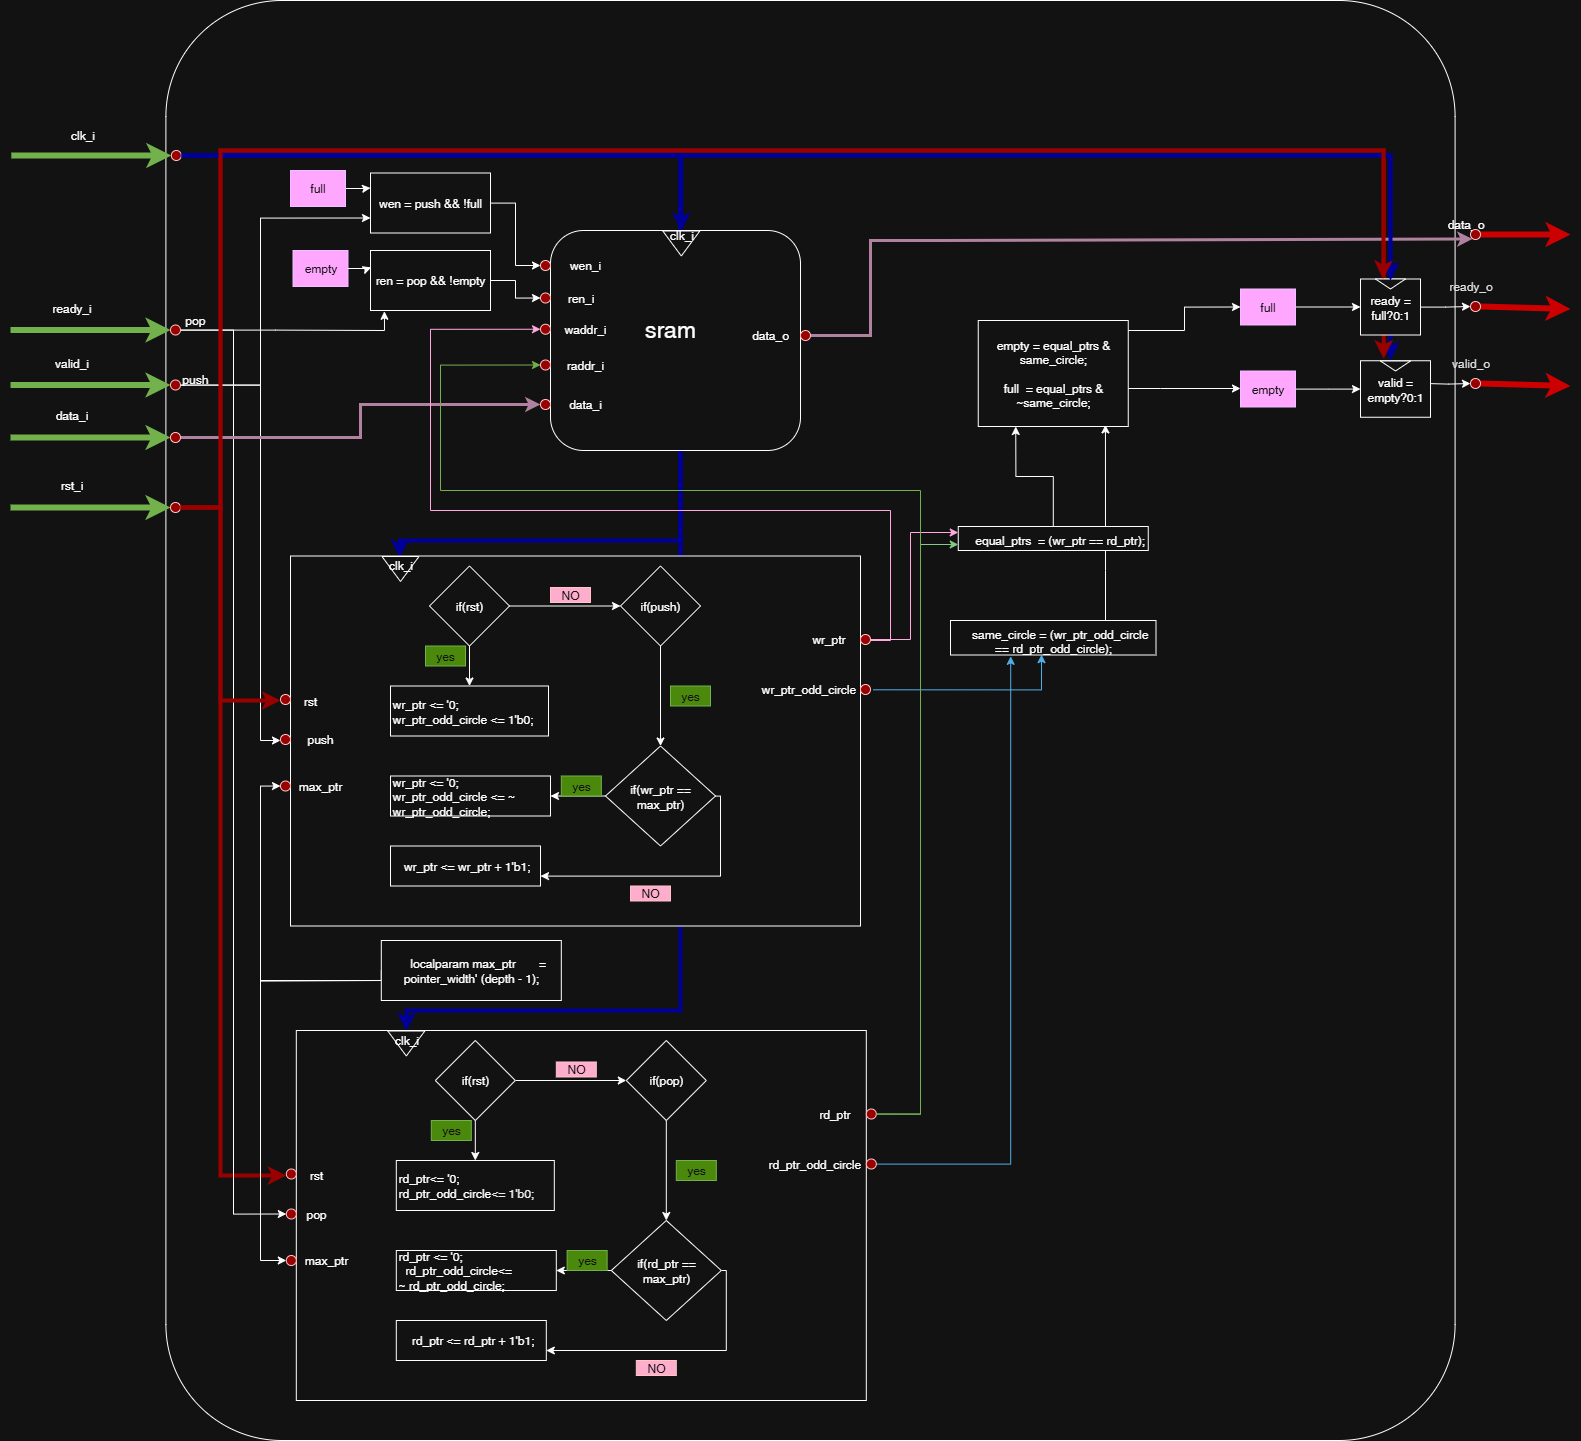 clk_i
full
wen = push && !full
empty
ren = pop && !empty
ready_i
pop
valid_i
push
data_i
rst_i
clk_i
wen_i
ren_i
waddr_i
raddr_i
data_i
sram
data_o
data_o
ready_o
valid_o
full
ready =
full?0:1
empty
valid =
empty?0:1
empty = equal_ptrs &
same_circle;
full = equal_ptrs &
~same_circle;
equal_ptrs = (wr_ptr == rd_ptr);
same_circle = (wr_ptr_odd_circle
== rd_ptr_odd_circle);
clk_i
if(rst)
NO
if(push)
yes
wr_ptr <= '0;
wr_ptr_odd_circle <= 1'b0;
yes
wr_ptr
wr_ptr_odd_circle
rst
push
max_ptr
wr_ptr <= '0;
wr_ptr_odd_circle <= ~
wr_ptr_odd_circle;
yes
if(wr_ptr ==
max_ptr)
wr_ptr <= wr_ptr + 1'b1;
NO
localparam max_ptr =
pointer_width' (depth - 1);
clk_i
if(rst)
NO
if(pop)
yes
rd_ptr<= '0;
rd_ptr_odd_circle<= 1'b0;
yes
rd_ptr
rd_ptr_odd_circle
rst
pop
max_ptr
rd_ptr <= '0;
rd_ptr_odd_circle<=
~ rd_ptr_odd_circle;
yes
if(rd_ptr ==
max_ptr)
rd_ptr <= rd_ptr + 1'b1;
NO